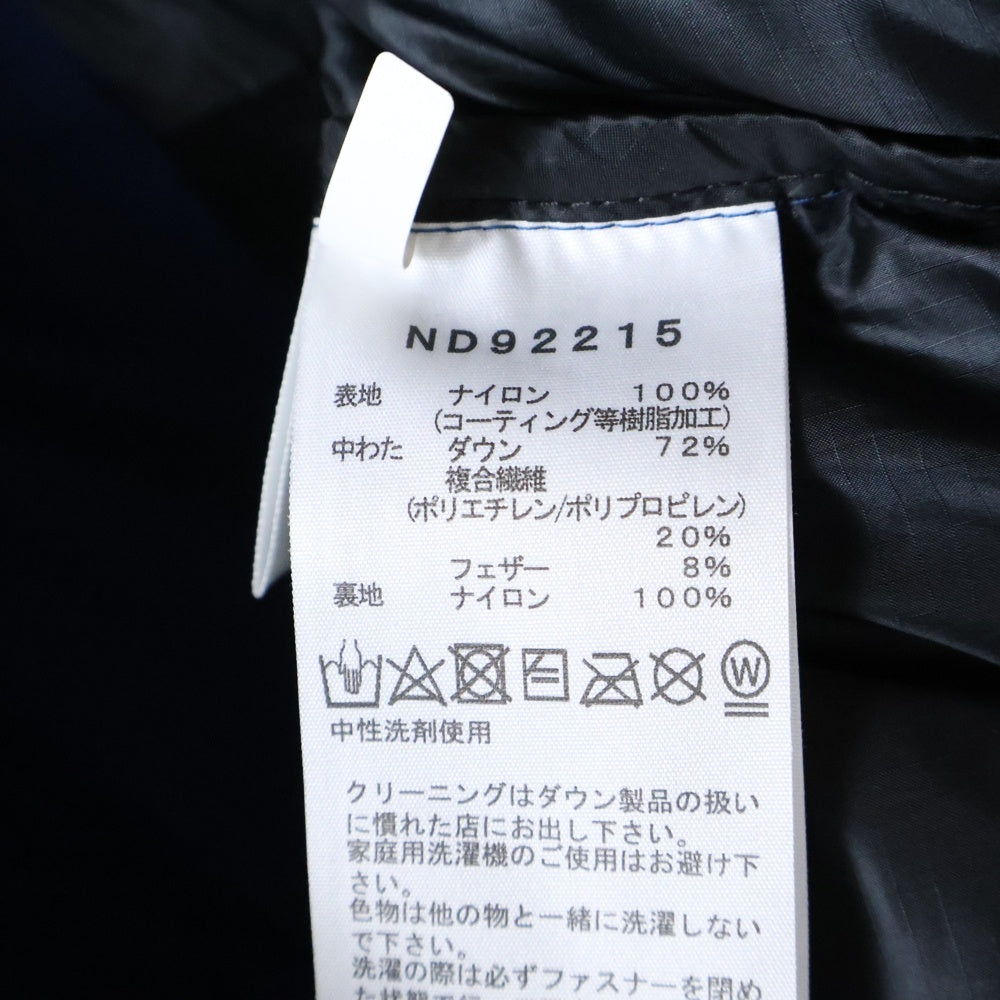 ND92215
表地 ナイロン 100%
(コーティング等樹脂加工)
中わた ダウン 72%
複合繊維
(ポリエチレン/ポリプロピレン)
20%
フェザー 8%
裏地 ナイロン 100%
W
中性洗剤使用
クリーニングはダウン製品の扱い
に慣れた店にお出し下さい。
家庭用洗濯機のご使用はお避け下
さい。
色物は他の物と一緒に洗濯しない
で下さい。
洗濯の際は必ずファスナーを閉め
た状態で